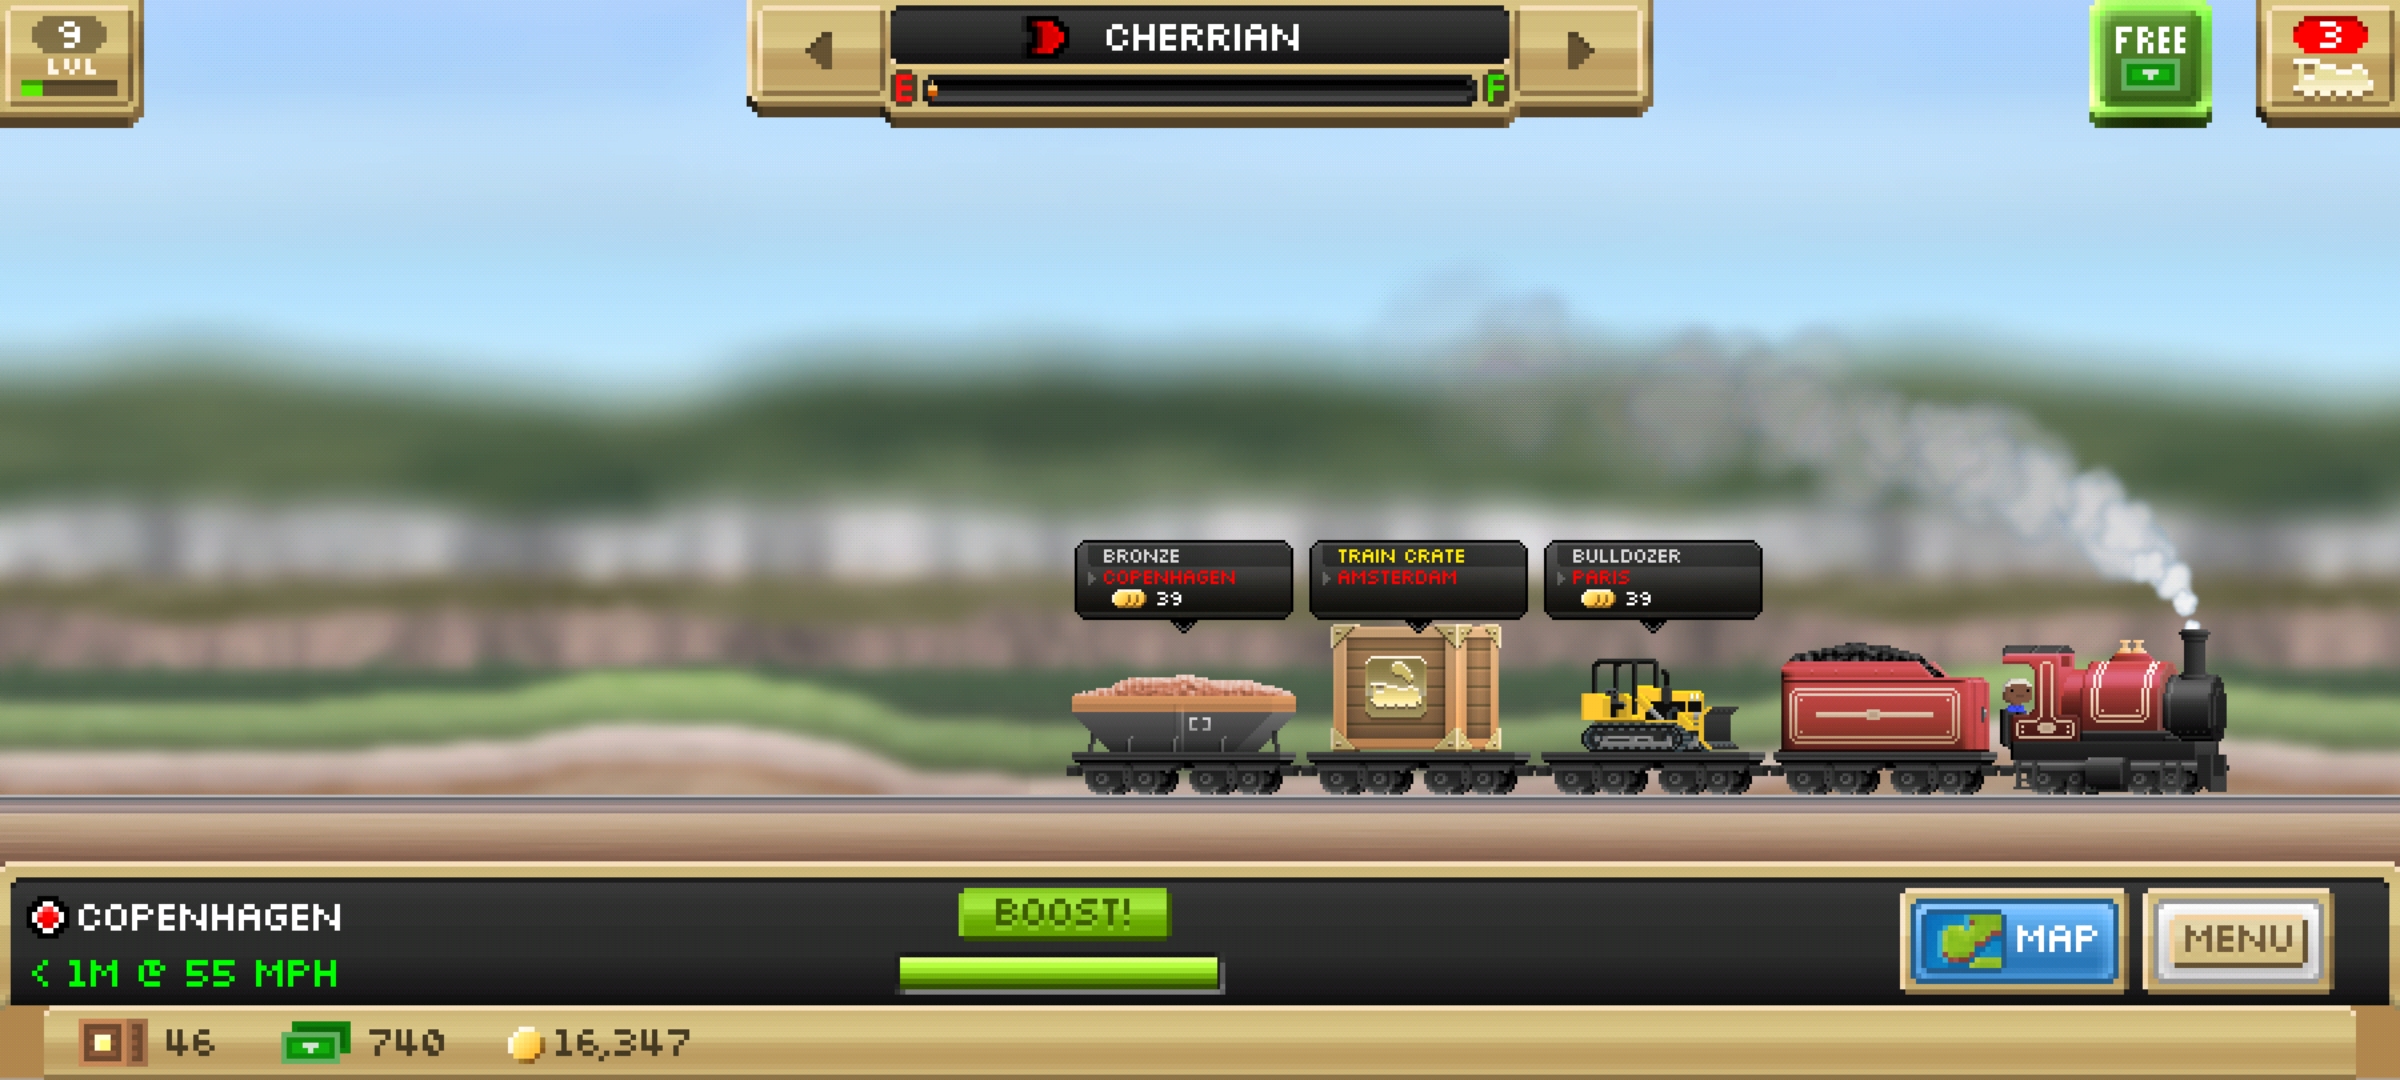 9
LVL
CHERRIAN
E F
FREE
3
BRONZE
COPENHAGEN
39
TRAIN CRATE
AMSTERDAM
BULLDOZER
PARIS
39
COPENHAGEN
< 1M @ 55 MPH
BOOST!
MAP
MENU
46
740
16,347